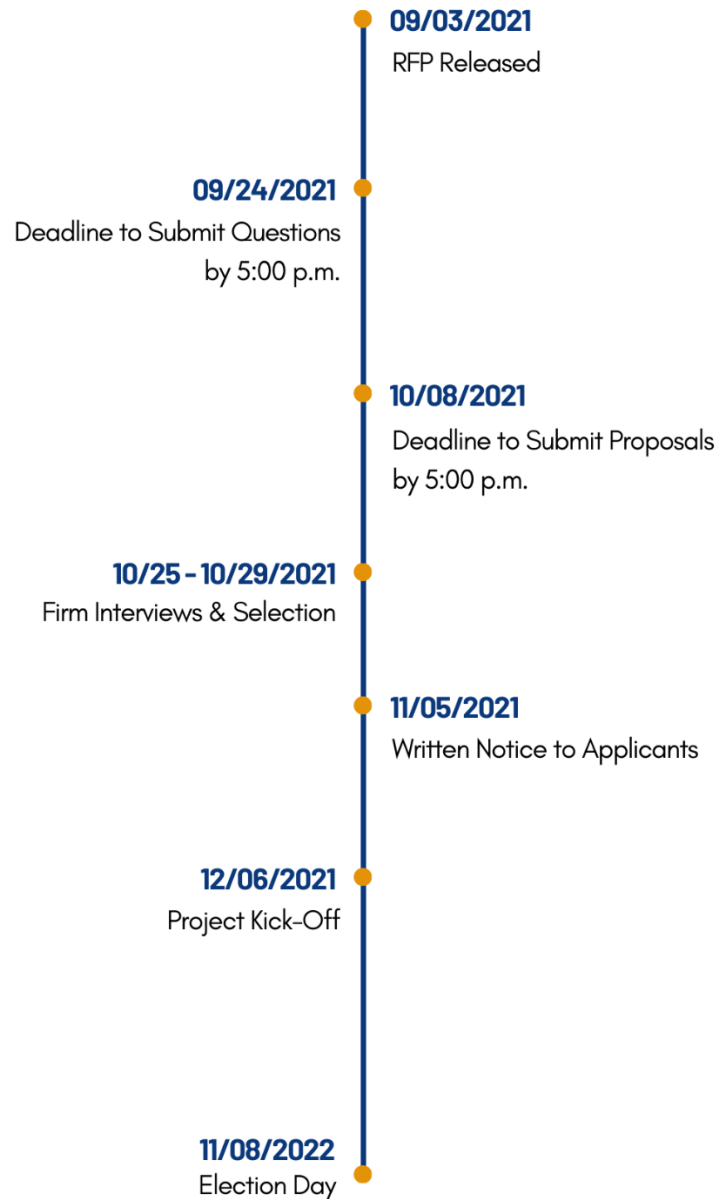 09/03/2021
RFP Released
09/24/2021
Deadline to Submit Questions
by 5:00 p.m.
10/08/2021
Deadline to Submit Proposals
by 5:00 p.m.
10/25 - 10/29/2021
Firm Interviews & Selection
11/05/2021
Written Notice to Applicants
12/06/2021
Project Kick-Off
11/08/2022
Election Day